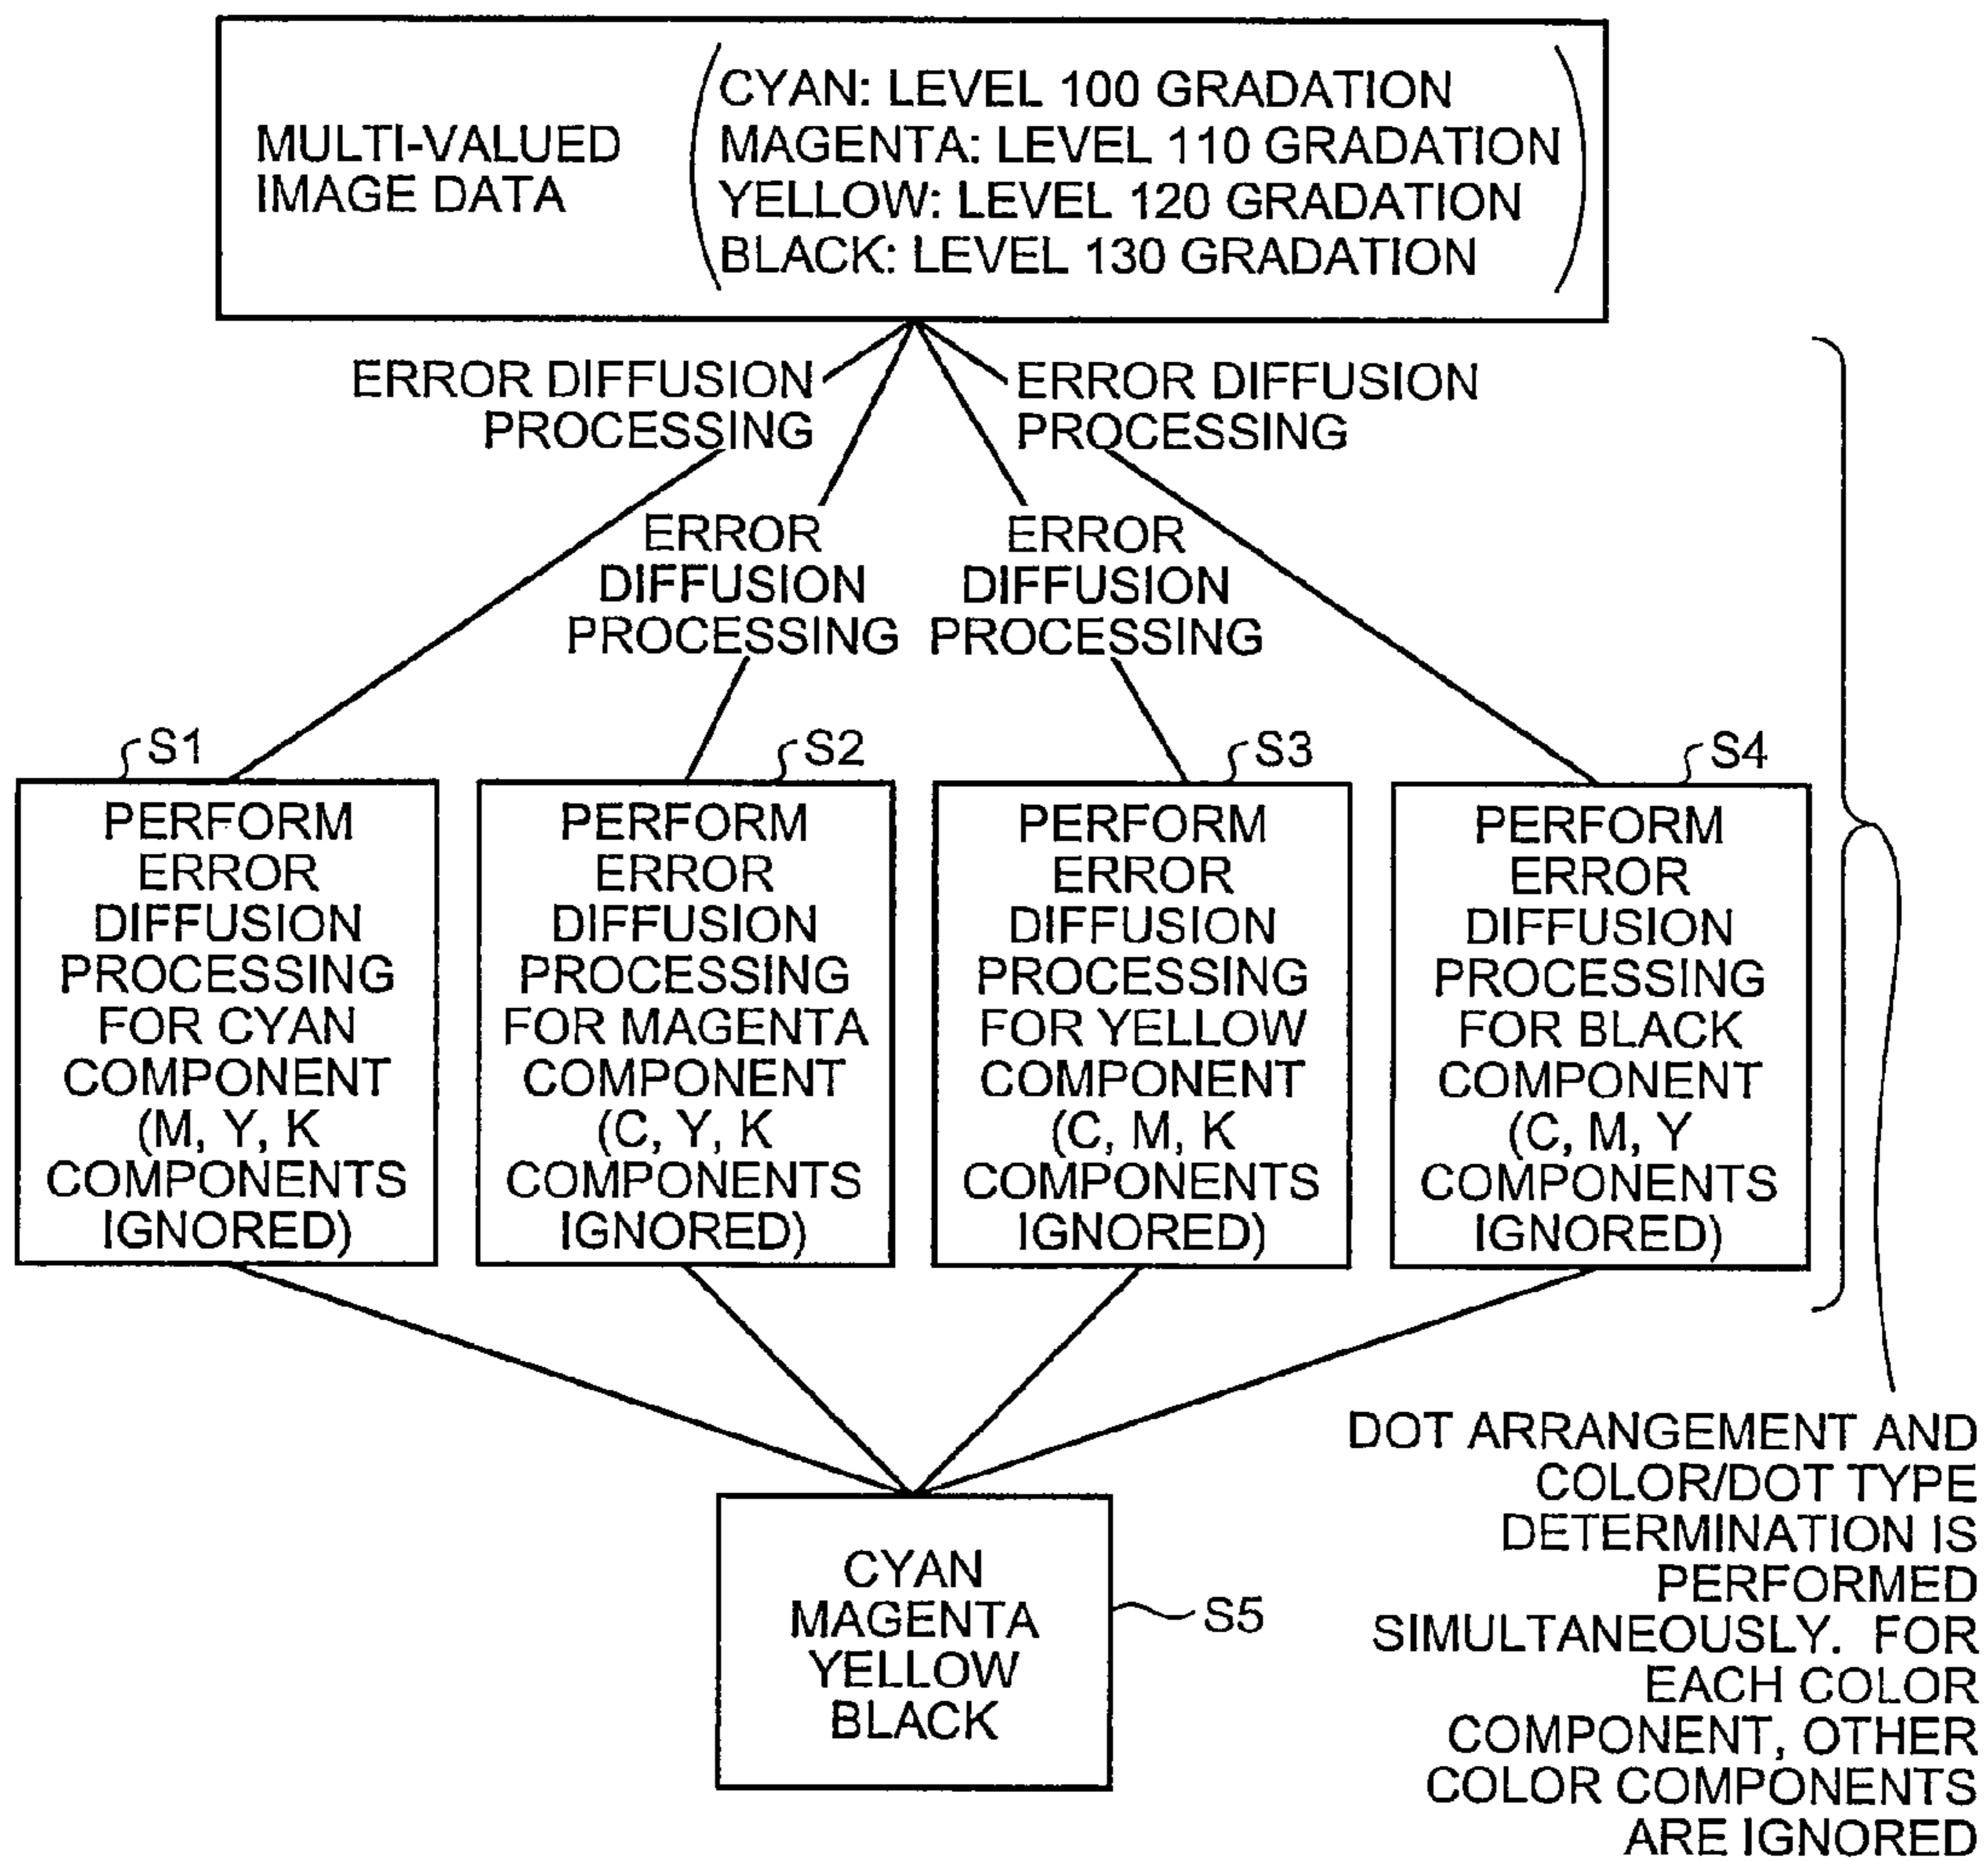 MULTI-VALUED
IMAGE DATA
CYAN: LEVEL 100 GRADATION
MAGENTA: LEVEL 110 GRADATION
YELLOW: LEVEL 120 GRADATION
BLACK: LEVEL 130 GRADATION
ERROR DIFFUSION
PROCESSING
ERROR DIFFUSION
PROCESSING
ERROR
DIFFUSION
PROCESSING
ERROR
DIFFUSION
PROCESSING
S1
PERFORM
ERROR
DIFFUSION
PROCESSING
FOR CYAN
COMPONENT
(M, Y, K
COMPONENTS
IGNORED)
S2
PERFORM
ERROR
DIFFUSION
PROCESSING
FOR MAGENTA
COMPONENT
(C, Y, K
COMPONENTS
IGNORED)
S3
PERFORM
ERROR
DIFFUSION
PROCESSING
FOR YELLOW
COMPONENT
(C, M, K
COMPONENTS
IGNORED)
S4
PERFORM
ERROR
DIFFUSION
PROCESSING
FOR BLACK
COMPONENT
(C, M, Y
COMPONENTS
IGNORED)
CYAN
MAGENTA
YELLOW
BLACK
S5
DOT ARRANGEMENT AND
COLOR/DOT TYPE
DETERMINATION IS
PERFORMED
SIMULTANEOUSLY. FOR
EACH COLOR
COMPONENT, OTHER
COLOR COMPONENTS
ARE IGNORED